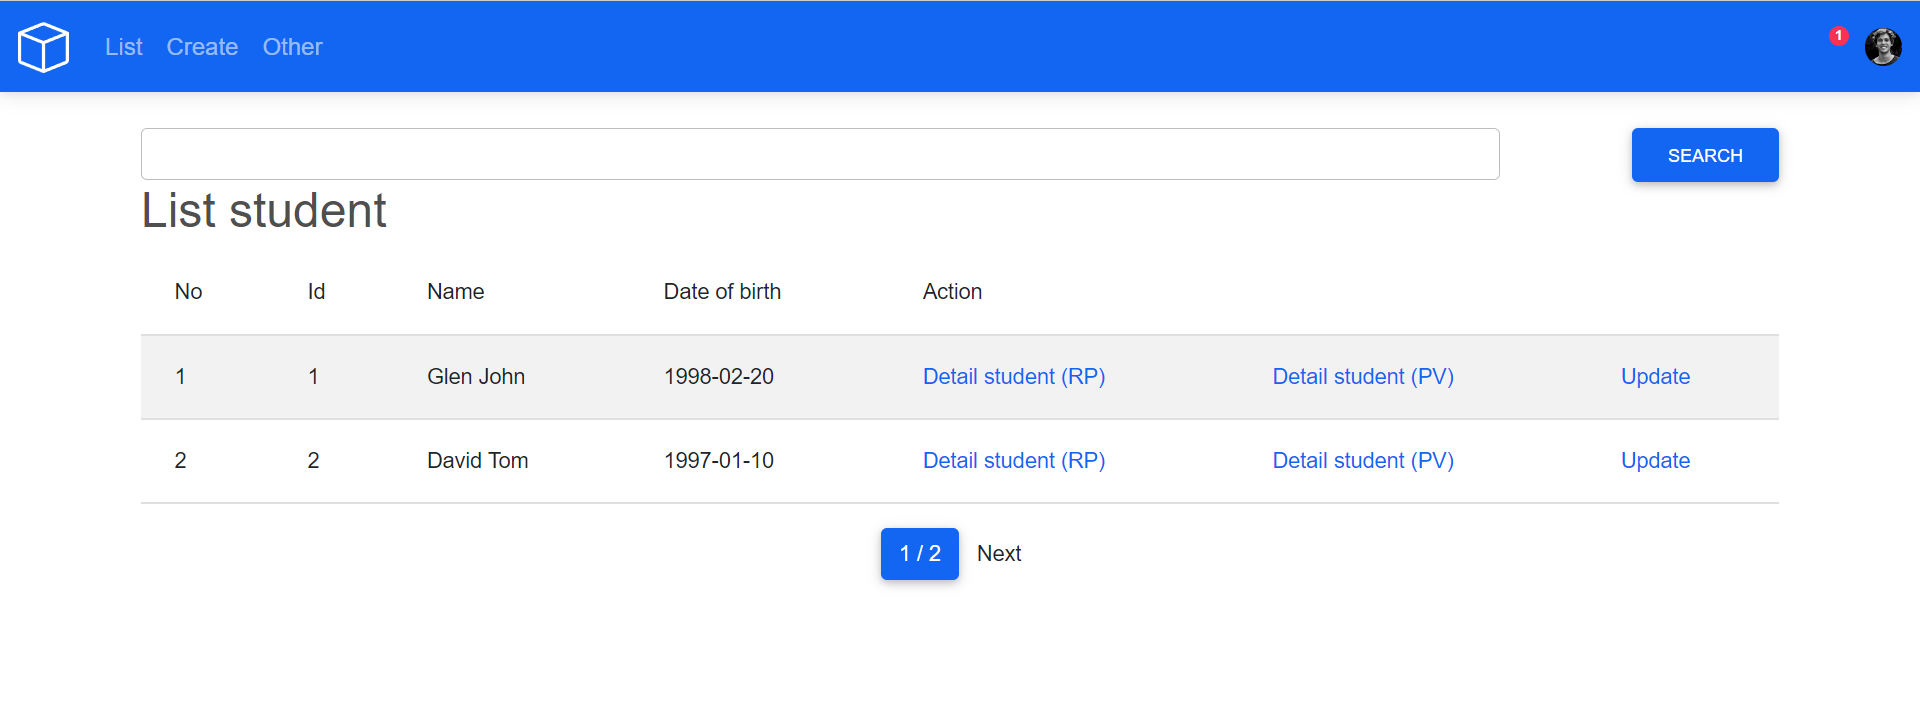 List Create Other 1
SEARCH
List student
No Id Name Date of birth Action
1 1 Glen John 1998-02-20 Detail student (RP) Detail student (PV) Update
2 2 David Tom 1997-01-10 Detail student (RP) Detail student (PV) Update
1 / 2 Next